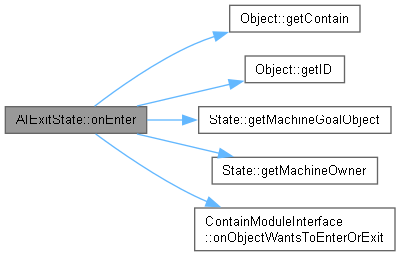 Object::getContain
Object::getID
AIExitState::onEnter
State::getMachineGoalObject
State::getMachineOwner
ContainModuleInterface
::onObjectWantsToEnterOrExit